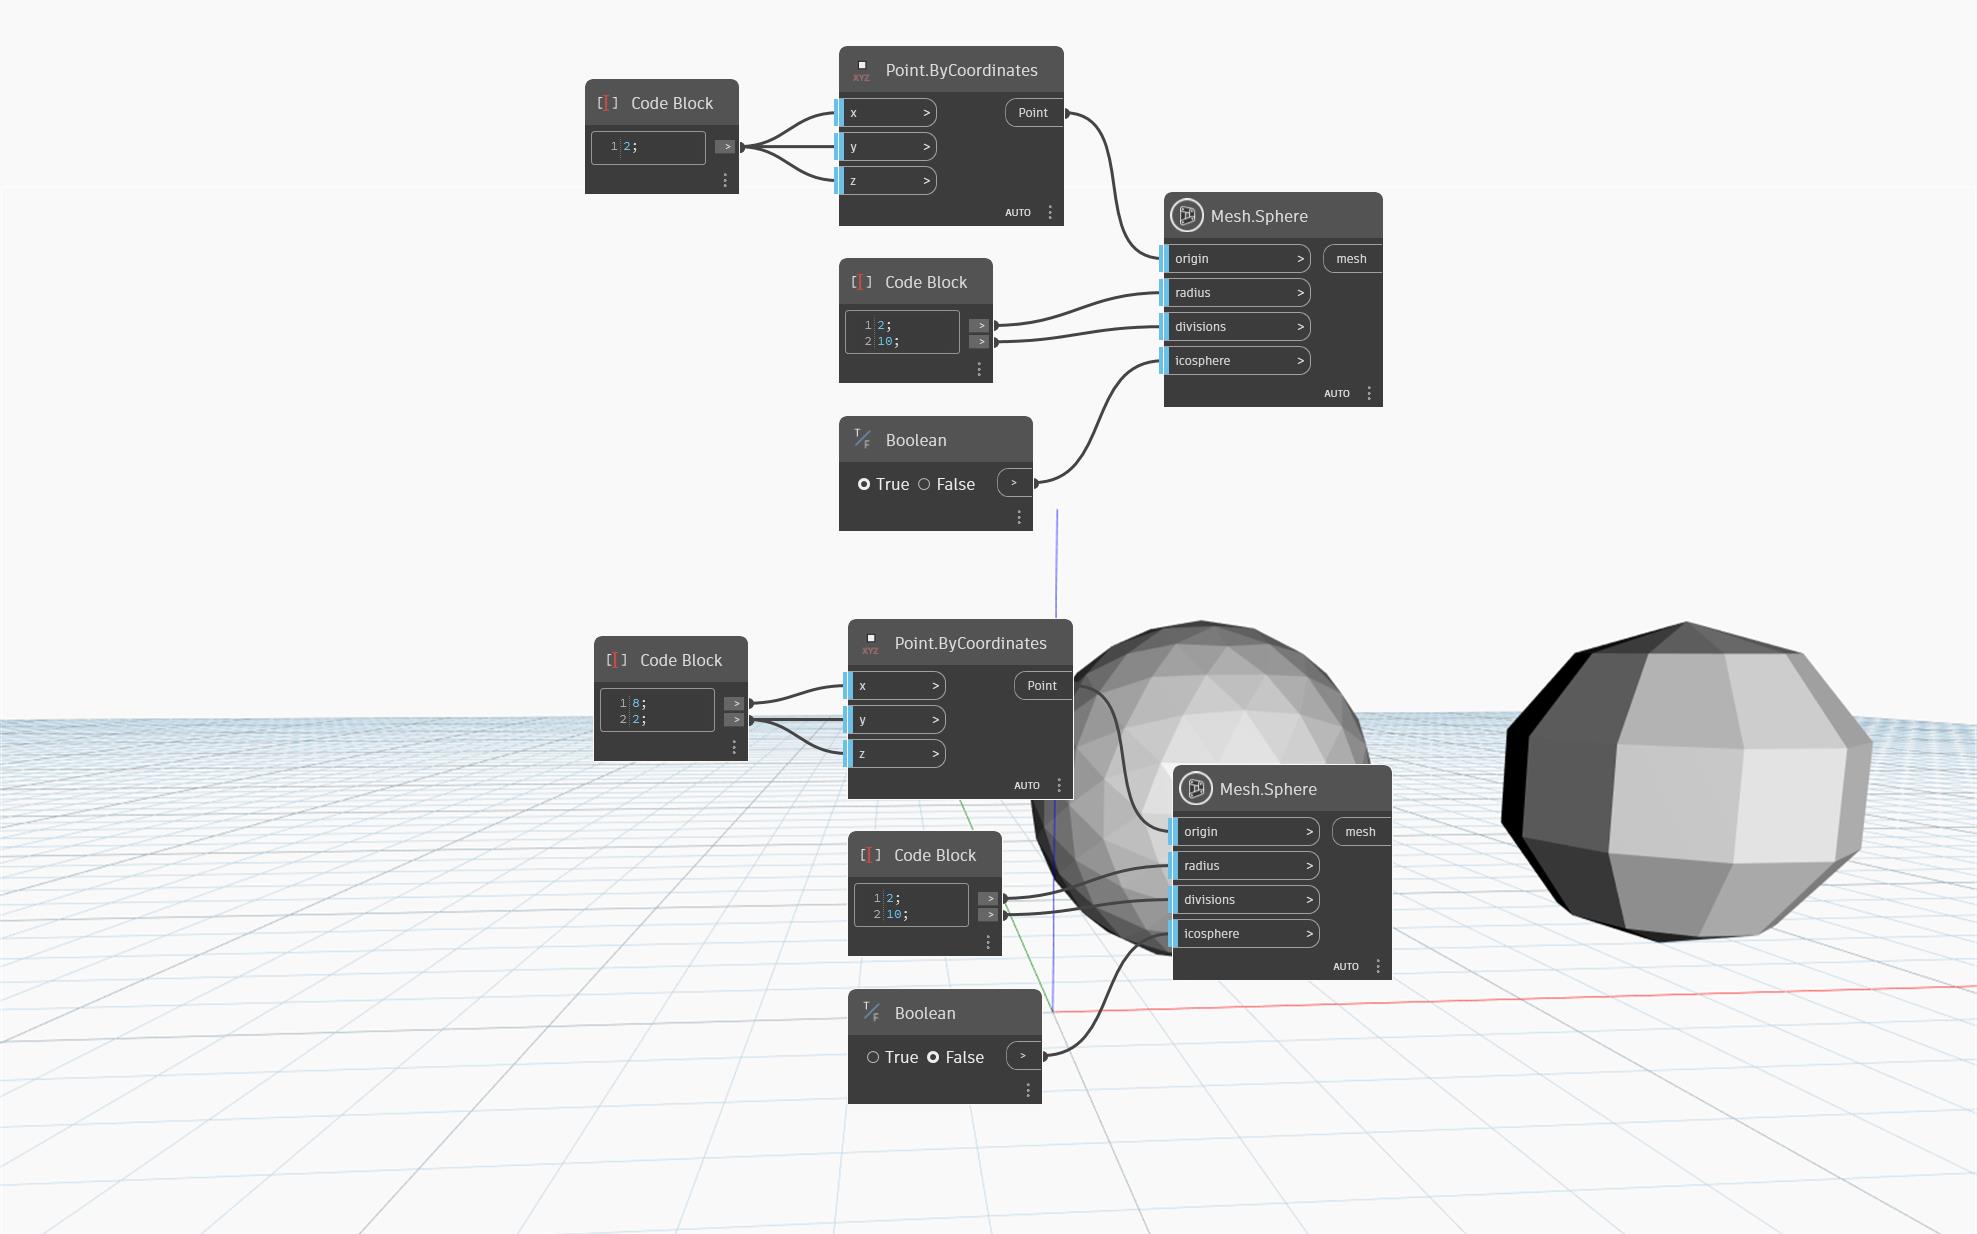 Code Block
1 2;
>
XYZ
Point.ByCoordinates
x >
y >
z >
Point
AUTO
Code Block
1 2;
2 10;
>
>
T/F
Boolean
True False
>
Mesh.Sphere
origin >
radius >
divisions >
icosphere >
mesh
AUTO
Code Block
1 8;
2 2;
>
>
XYZ
Point.ByCoordinates
x >
y >
z >
Point
AUTO
Code Block
1 2;
2 10;
>
>
T/F
Boolean
True False
>
Mesh.Sphere
origin >
radius >
divisions >
icosphere >
mesh
AUTO